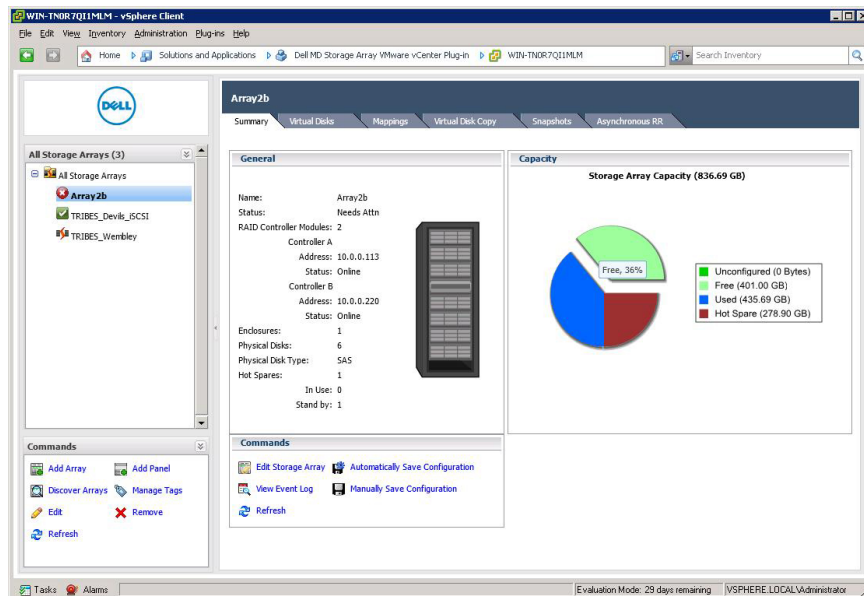 WIN-TN0R7QI1MLM - vSphere Client
File Edit View Inventory Administration Plug-ins Help
Home Solutions and Applications Dell MD Storage Array VMware vCenter Plug-in WIN-TN0R7QI1MLM Search Inventory
DELL
All Storage Arrays (3)
All Storage Arrays
Array2b
TRIBES_Devils_iSCSI
TRIBES_Wembley
Commands
Add Array Add Panel
Discover Arrays Manage Tags
Edit Remove
Refresh
Array2b
Summary Virtual Disks Mappings Virtual Disk Copy Snapshots Asynchronous RR
General
Name: Array2b
Status: Needs Attn
RAID Controller Modules: 2
Controller A
Address: 10.0.0.113
Status: Online
Controller B
Address: 10.0.0.220
Status: Online
Enclosures: 1
Physical Disks: 6
Physical Disk Type: SAS
Hot Spares: 1
In Use: 0
Stand by: 1
Commands
Edit Storage Array Automatically Save Configuration
View Event Log Manually Save Configuration
Refresh
Capacity
Storage Array Capacity (836.69 GB)
Free, 36%
Unconfigured (0 Bytes)
Free (401.00 GB)
Used (435.69 GB)
Hot Spare (278.90 GB)
Tasks Alarms Evaluation Mode: 29 days remaining VSPHERE.LOCAL\Administrator